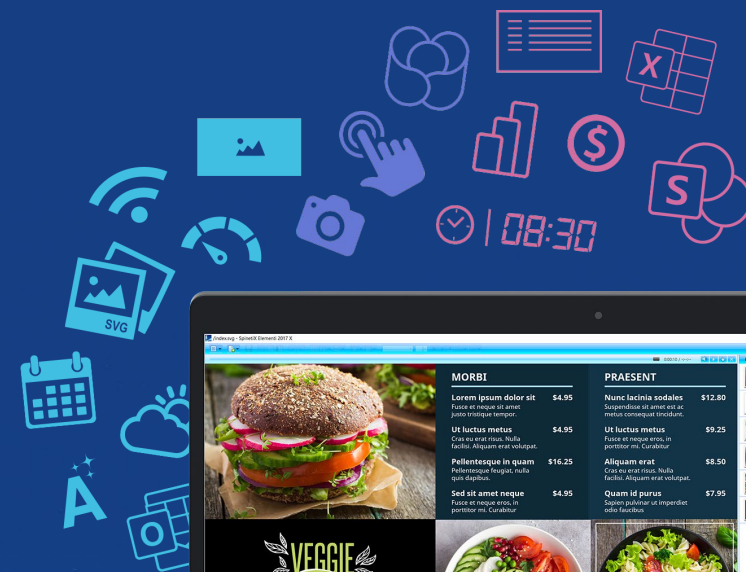 X
$
S
08:30
SVG
A
O
/index.svg - SpinetiX Elementi 2017 X
MORBI
Lorem ipsum dolor sit $4.95
Fusce et neque sit amet
justo tristique tempor.
Ut luctus metus $4.95
Cras eu erat risus. Nulla
facilisi. Aliquam erat volutpat.
Pellentesque in quam $16.25
Pellentesque feugiat, nulla
quis dapibus.
Sed sit amet neque $4.95
Fusce et neque eros, in
porttitor mi. Curabitur
PRAESENT
Nunc lacinia sodales $12.80
Suspendisse sit amet est ac
metus consequat tincidunt.
Ut luctus metus $9.25
Fusce et neque eros, in
porttitor mi. Curabitur
Aliquam erat $8.50
Cras eu erat risus. Nulla
facilisi. Aliquam erat volutpat.
Quam id purus $7.95
Sapien pulvinar ut imperdiet
odio faucibus
VEGGIE